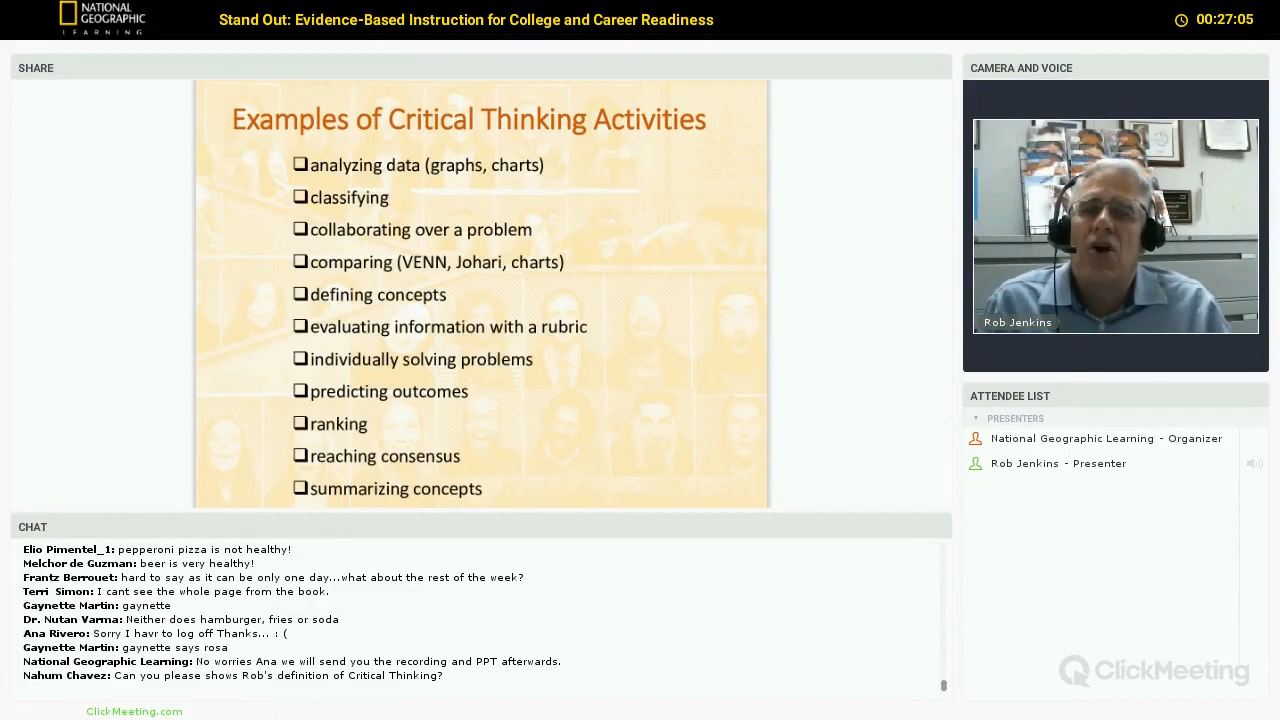 NATIONAL
GEOGRAPHIC
LEARNING
Stand Out: Evidence-Based Instruction for College and Career Readiness
00:27:05
SHARE
Examples of Critical Thinking Activities
analyzing data (graphs, charts)
classifying
collaborating over a problem
comparing (VENN, Johari, charts)
defining concepts
evaluating information with a rubric
individually solving problems
predicting outcomes
ranking
reaching consensus
summarizing concepts
CAMERA AND VOICE
Rob Jenkins
ATTENDEE LIST
PRESENTERS
National Geographic Learning - Organizer
Rob Jenkins - Presenter
CHAT
Elio Pimentel_1: pepperoni pizza is not healthy!
Melchor de Guzman: beer is very healthy!
Frantz Berrouet: hard to say as it can be only one day...what about the rest of the week?
Terri Simon: I cant see the whole page from the book.
Gaynette Martin: gaynette
Dr. Nutan Varma: Neither does hamburger, fries or soda
Ana Rivero: Sorry I havr to log off Thanks... : (
Gaynette Martin: gaynette says rosa
National Geographic Learning: No worries Ana we will send you the recording and PPT afterwards.
Nahum Chavez: Can you please shows Rob's definition of Critical Thinking?
ClickMeeting
ClickMeeting.com